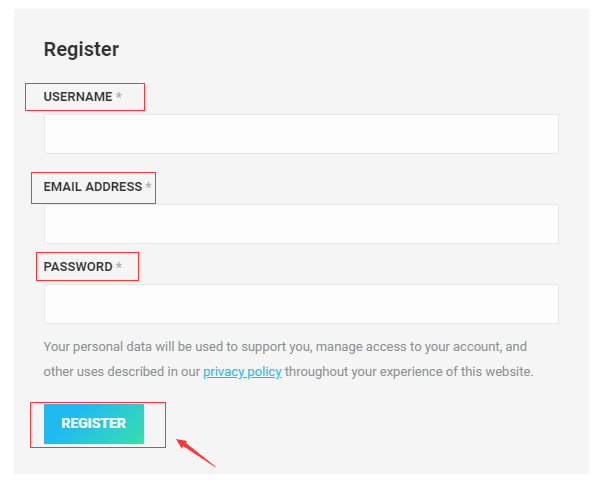 Register
USERNAME *
EMAIL ADDRESS *
PASSWORD *
Your personal data will be used to support you, manage access to your account, and
other uses described in our privacy policy throughout your experience of this website.
REGISTER